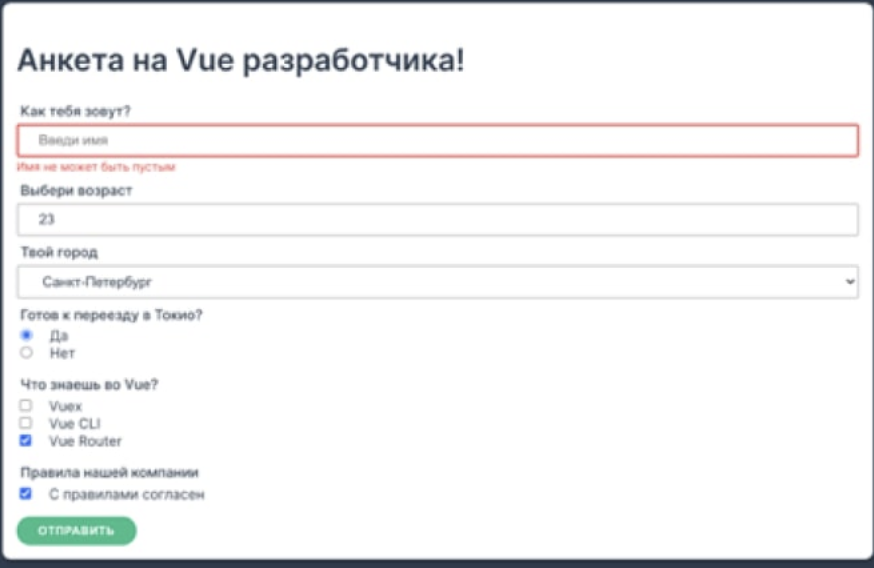 Анкета на Vue разработчика!
Как тебя зовут?
Введи имя
Имя не может быть пустым
Выбери возраст
23
Твой город
Санкт-Петербург
Готов к переезду в Токио?
Да
Нет
Что знаешь во Vue?
Vuex
Vue CLI
Vue Router
Правила нашей компании
С правилами согласен
ОТПРАВИТЬ